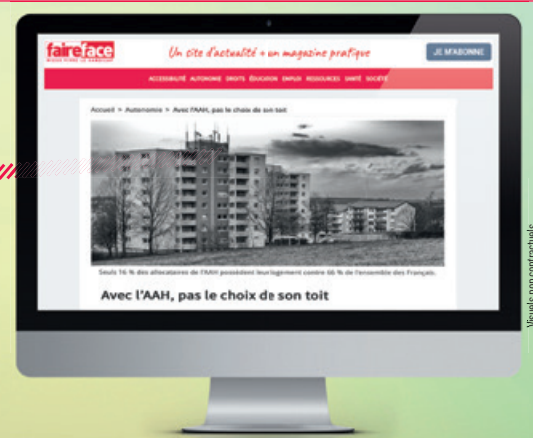 faireface
Un site d'actualité + un magazine pratique
JE M'ABONNE
ACCESSIBILITÉ AUTONOMIE DROITS ÉDUCATION EMPLOI RESSOURCES SANTÉ SOCIÉTÉ
Accueil > Autonomie > Avec l'AAH, pas le choix de son toit
Seuls 16 % des allocataires de l'AAH possèdent leur logement contre 66 % de l'ensemble des Français.
Avec l'AAH, pas le choix de son toit
Visuels non contractuels